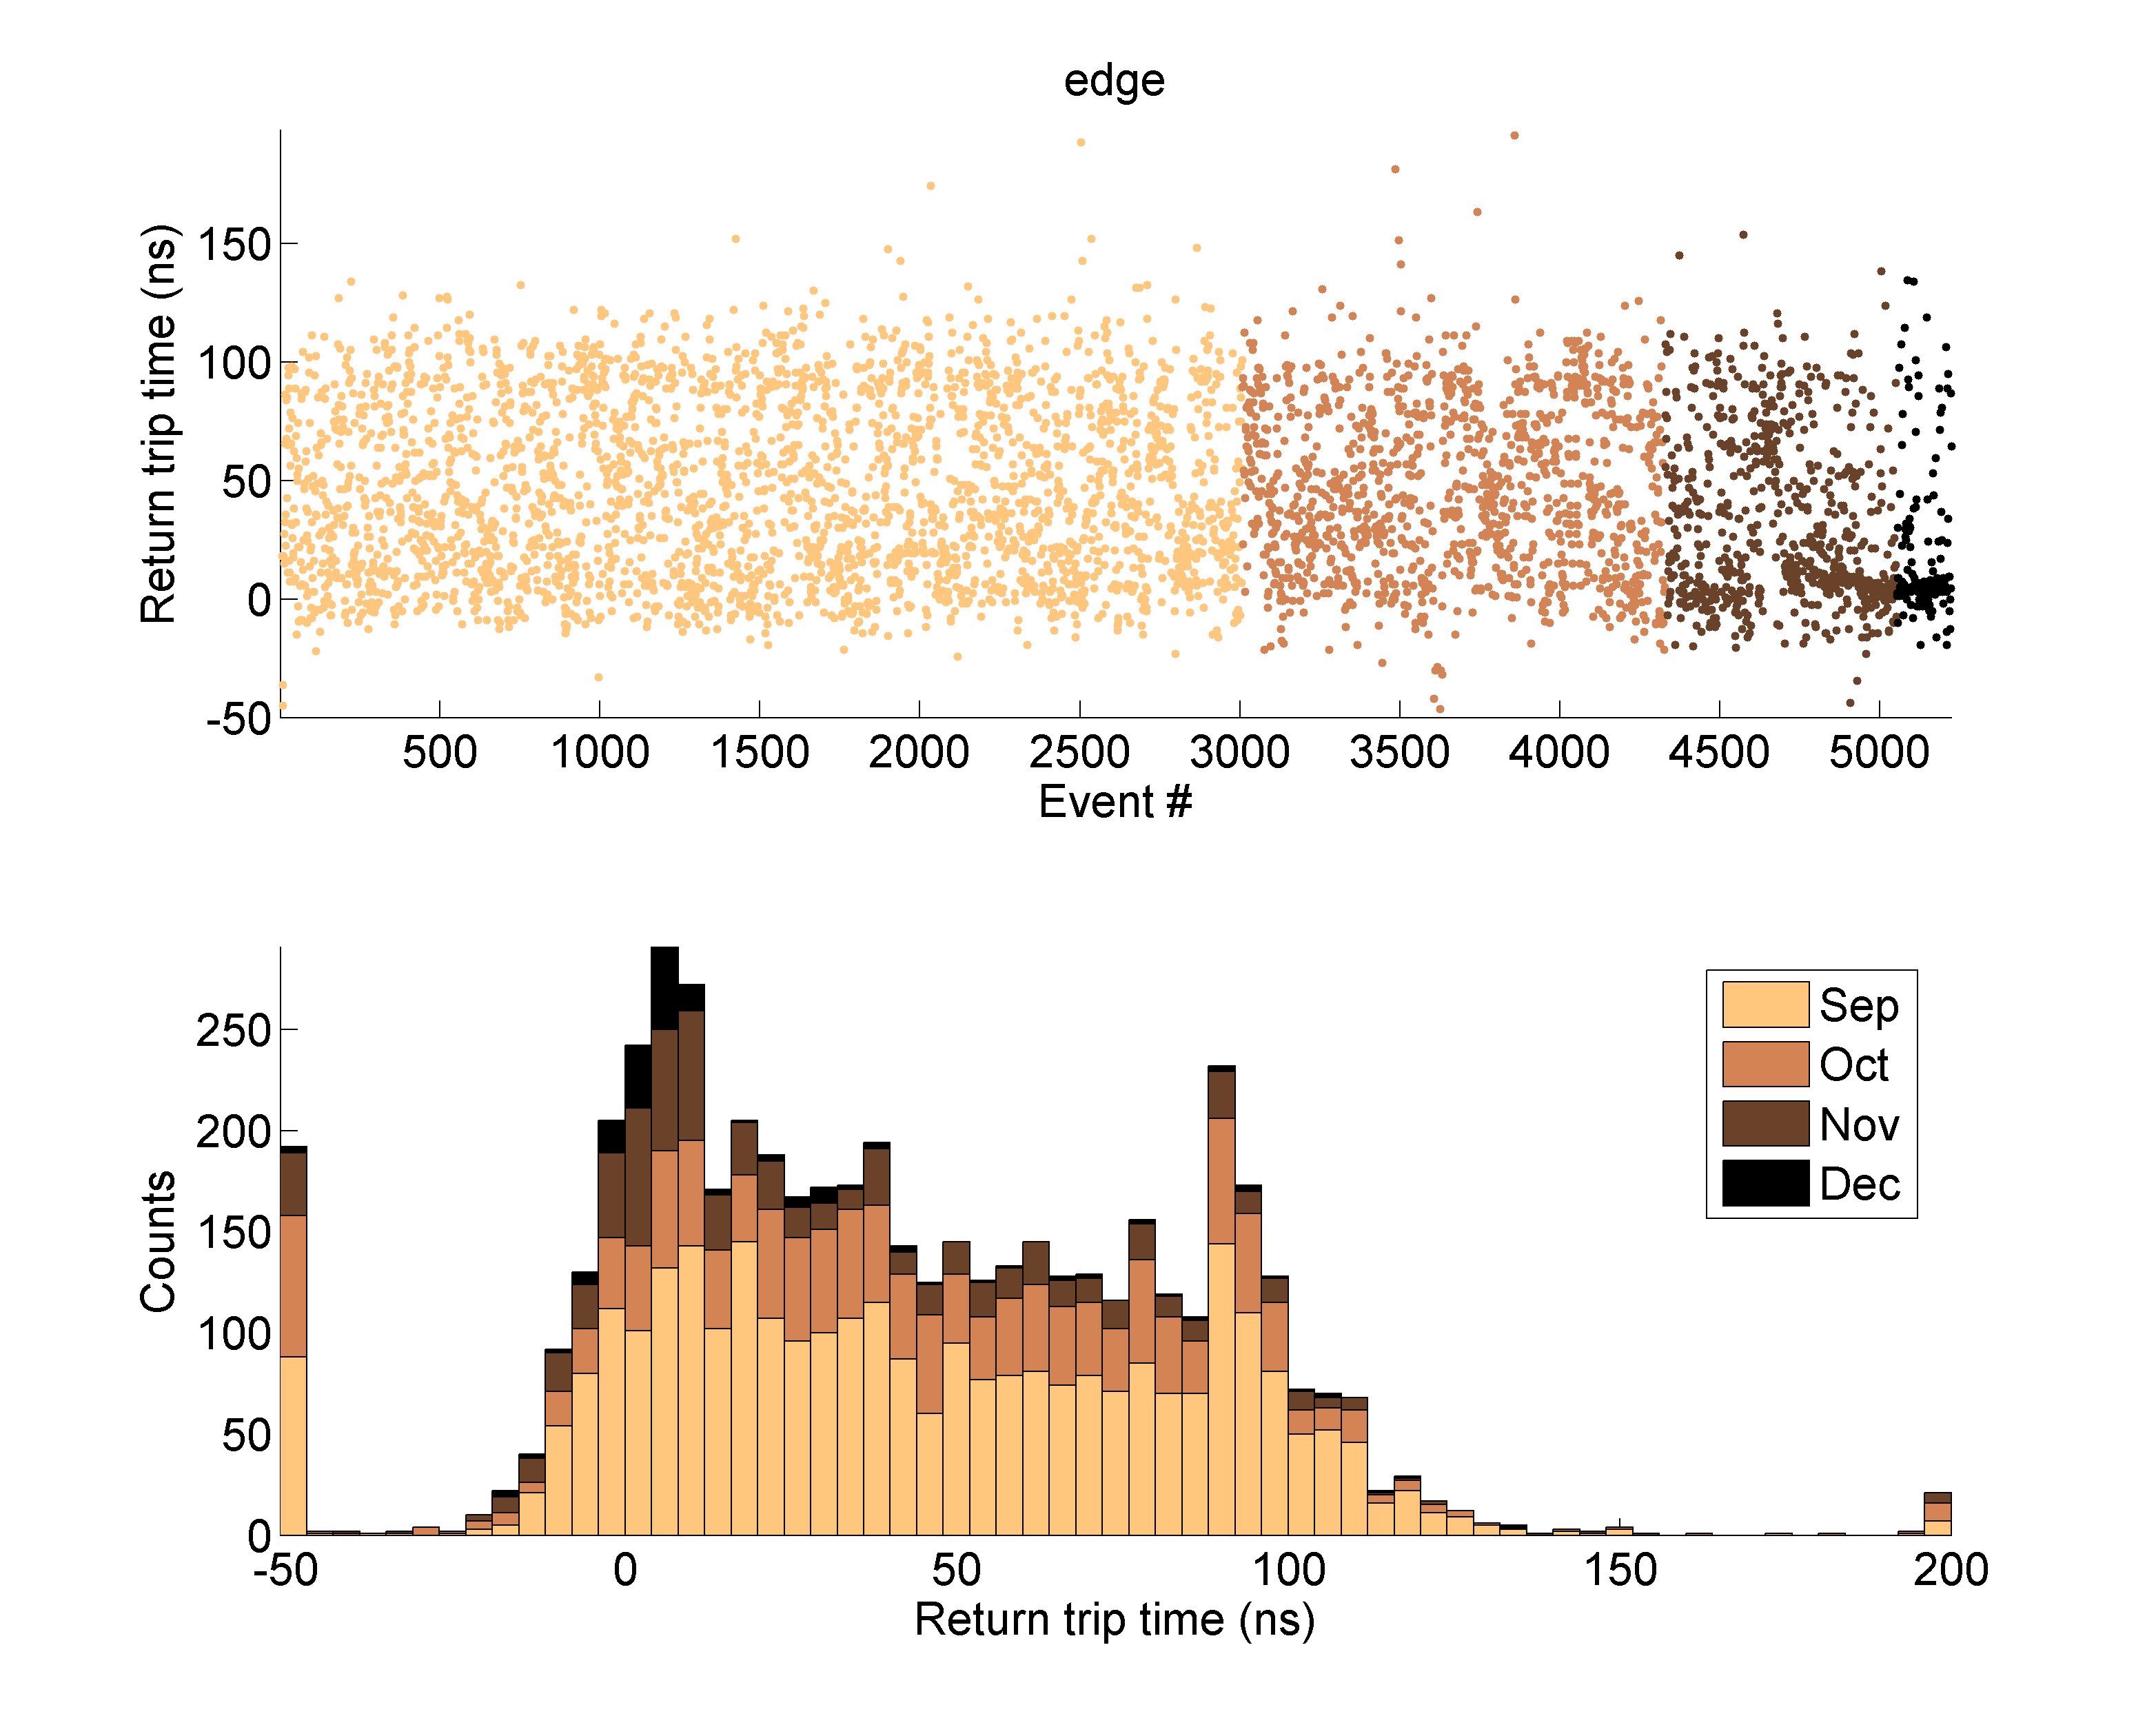 edge
Return trip time (ns)
150
100
50
0
-50
500 1000 1500 2000 2500 3000 3500 4000 4500 5000
Event #
Counts
250
200
150
100
50
0
Sep
Oct
Nov
Dec
-50 0 50 100 150 200
Return trip time (ns)